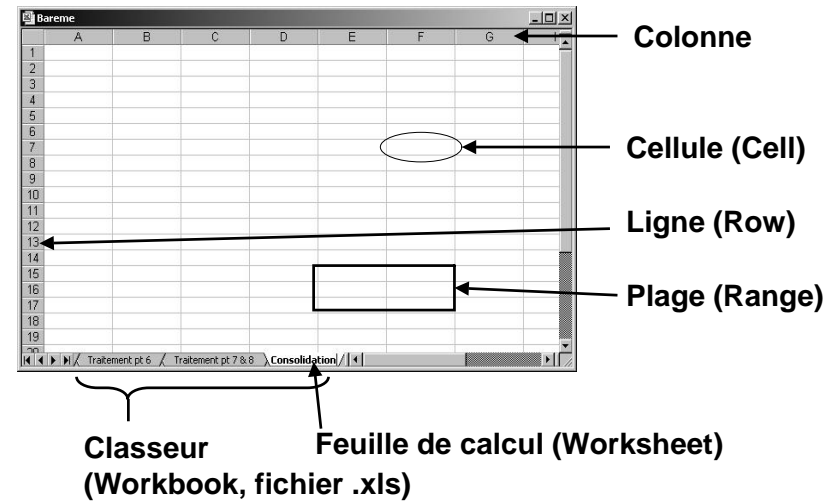 Bareme
A B C D E F G
Colonne
1
2
3
4
5
6
7
Cellule (Cell)
8
9
10
11
12
Ligne (Row)
13
14
15
16
Plage (Range)
17
18
19
Traitement pt 6 Traitement pt 7 & 8 Consolidation
Classeur
(Workbook, fichier .xls)
Feuille de calcul (Worksheet)